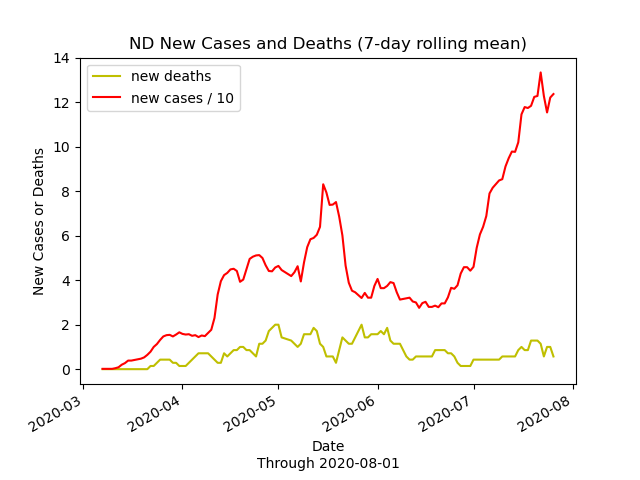 ND New Cases and Deaths (7-day rolling mean)
new deaths
new cases / 10
New Cases or Deaths
14
12
10
8
6
4
2
0
2020-03
2020-04
2020-05
2020-06
2020-07
2020-08
Date
Through 2020-08-01